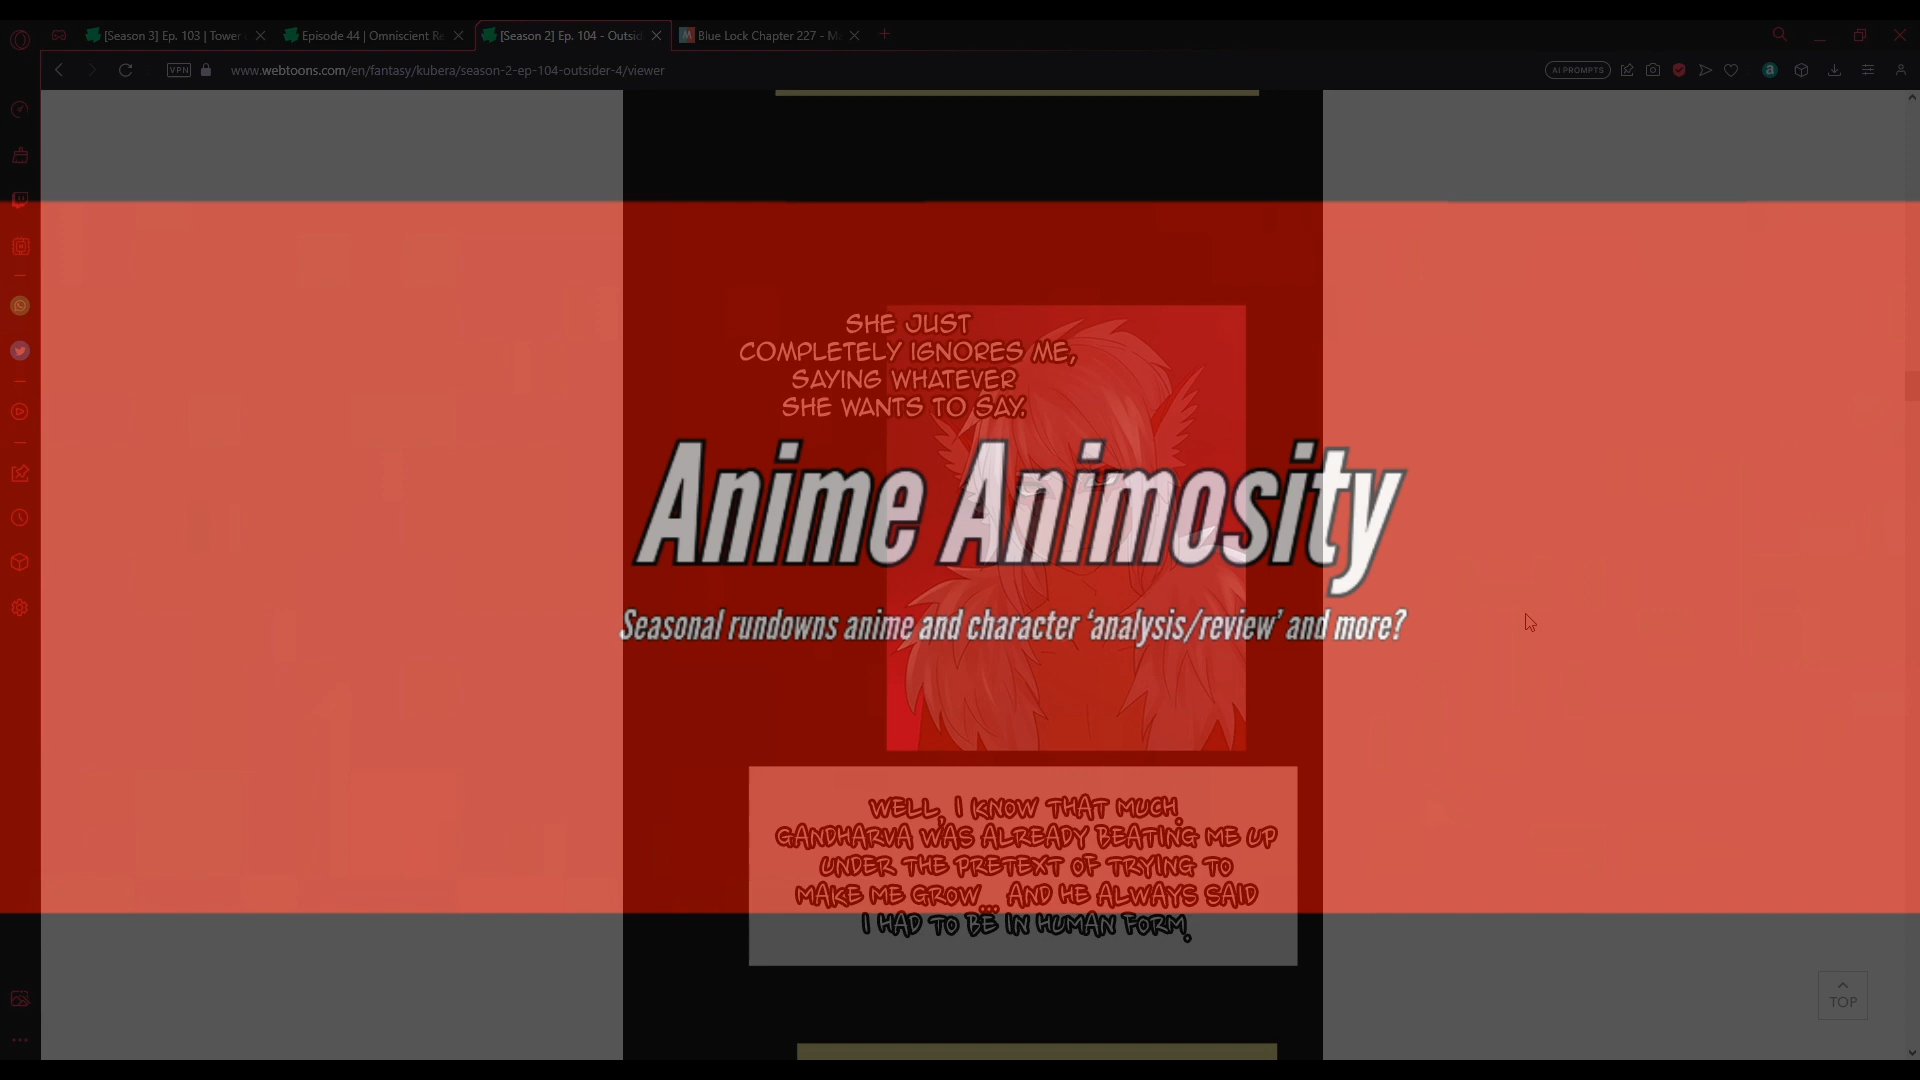 [Season 3] Ep. 103 | Tower
Episode 44 | Omniscient Re
[Season 2] Ep. 104 - Outsid
Blue Lock Chapter 227 - M
VPN
www.webtoons.com/en/fantasy/kubera/season-2-ep-104-outsider-4/viewer
AI PROMPTS
SHE JUST
COMPLETELY IGNORES ME,
SAYING WHATEVER
SHE WANTS TO SAY.
Anime Animosity
Seasonal rundowns anime and character ‘analysis/review’ and more?
WELL, I KNOW THAT MUCH.
GANDHARVA WAS ALREADY BEATING ME UP
UNDER THE PRETEXT OF TRYING TO
MAKE ME GROW... AND HE ALWAYS SAID
I HAD TO BE IN HUMAN FORM.
TOP